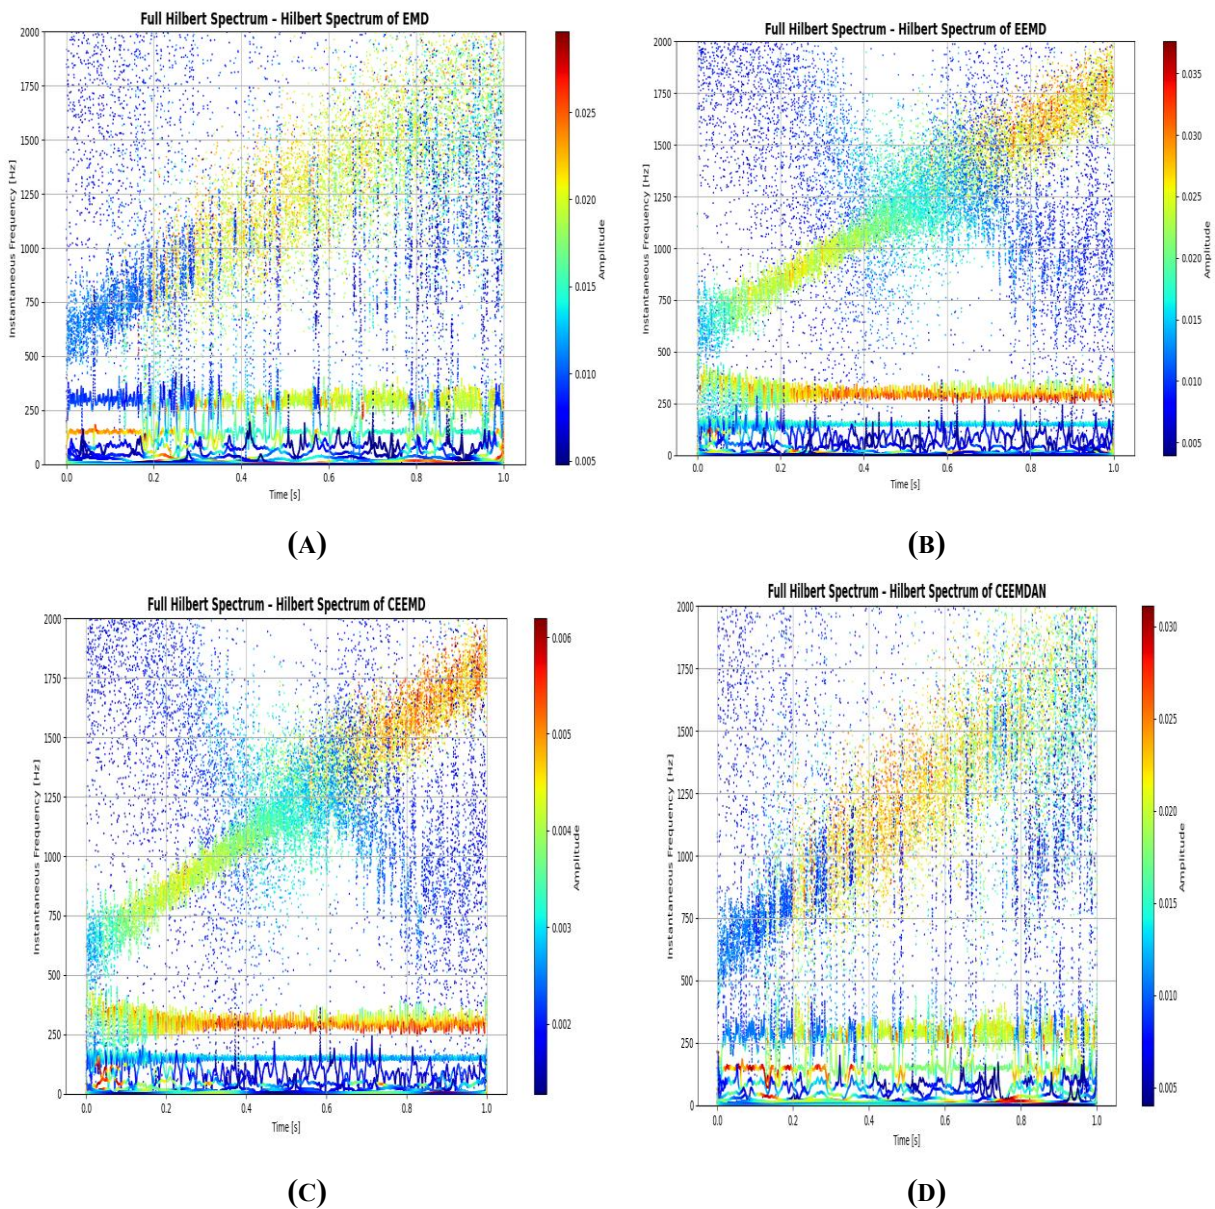 Full Hilbert Spectrum – Hilbert Spectrum of EMD
2000
1750
1500
1250
1000
750
500
250
0
Instantaneous Frequency [Hz]
0.0 0.2 0.4 0.6 0.8 1.0
Time [s]
0.025
0.020
0.015
0.010
0.005
Amplitude
(A)
Full Hilbert Spectrum – Hilbert Spectrum of EEMD
2000
1750
1500
1250
1000
750
500
250
0
Instantaneous Frequency [Hz]
0.0 0.2 0.4 0.6 0.8 1.0
Time [s]
0.035
0.030
0.025
0.020
0.015
0.010
0.005
Amplitude
(B)
Full Hilbert Spectrum – Hilbert Spectrum of CEEMD
2000
1750
1500
1250
1000
750
500
250
0
Instantaneous Frequency [Hz]
0.0 0.2 0.4 0.6 0.8 1.0
Time [s]
0.006
0.005
0.004
0.003
0.002
Amplitude
(C)
Full Hilbert Spectrum – Hilbert Spectrum of CEEMDAN
2000
1750
1500
1250
1000
750
500
250
0
Instantaneous Frequency [Hz]
0.0 0.2 0.4 0.6 0.8 1.0
Time [s]
0.030
0.025
0.020
0.015
0.010
0.005
Amplitude
(D)